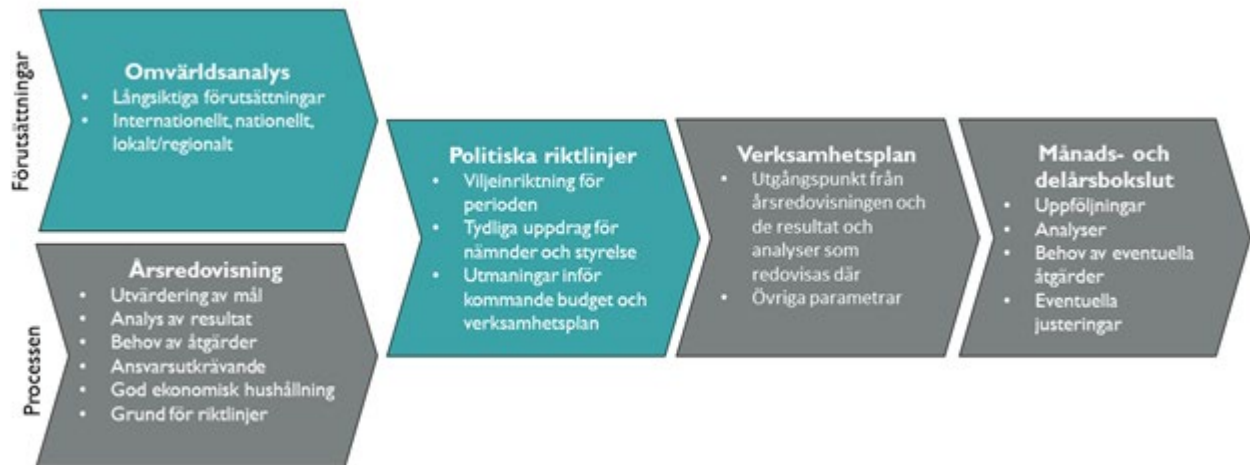 Förutsättningar
Omvärldsanalys
• Långsiktiga förutsättningar
• Internationellt, nationellt,
lokalt/regionalt
Processen
Årsredovisning
• Utvärdering av mål
• Analys av resultat
• Behov av åtgärder
• Ansvarsutkrävande
• God ekonomisk hushållning
• Grund för riktlinjer
Politiska riktlinjer
• Viljeinriktning för
perioden
• Tydliga uppdrag för
nämnder och styrelse
• Utmaningar inför
kommande budget och
verksamhetsplan
Verksamhetsplan
• Utgångspunkt från
årsredovisningen och
de resultat och
analyser som
redovisas där
• Övriga parametrar
Månads- och
delårsbokslut
• Uppföljningar
• Analyser
• Behov av eventuella
åtgärder
• Eventuella
justeringar